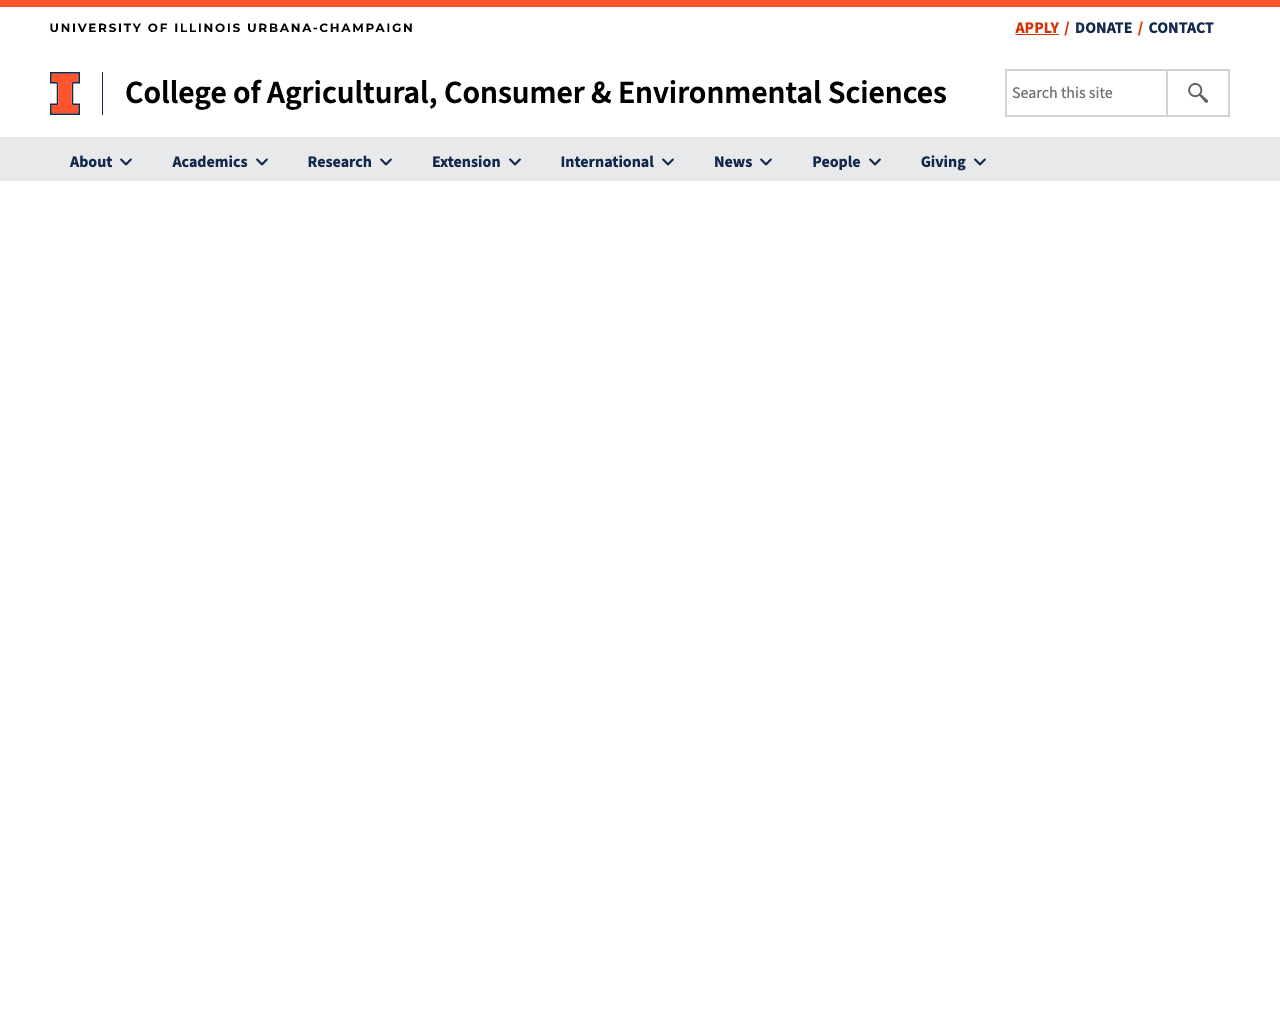 UNIVERSITY OF ILLINOIS URBANA-CHAMPAIGN
APPLY / DONATE / CONTACT
College of Agricultural, Consumer & Environmental Sciences
Search this site
About Academics Research Extension International News People Giving